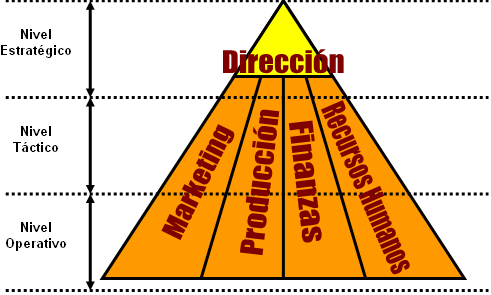 Nivel
Estratégico
Dirección
Nivel
Táctico
Marketing
Producción
Finanzas
Recursos Humanos
Nivel
Operativo